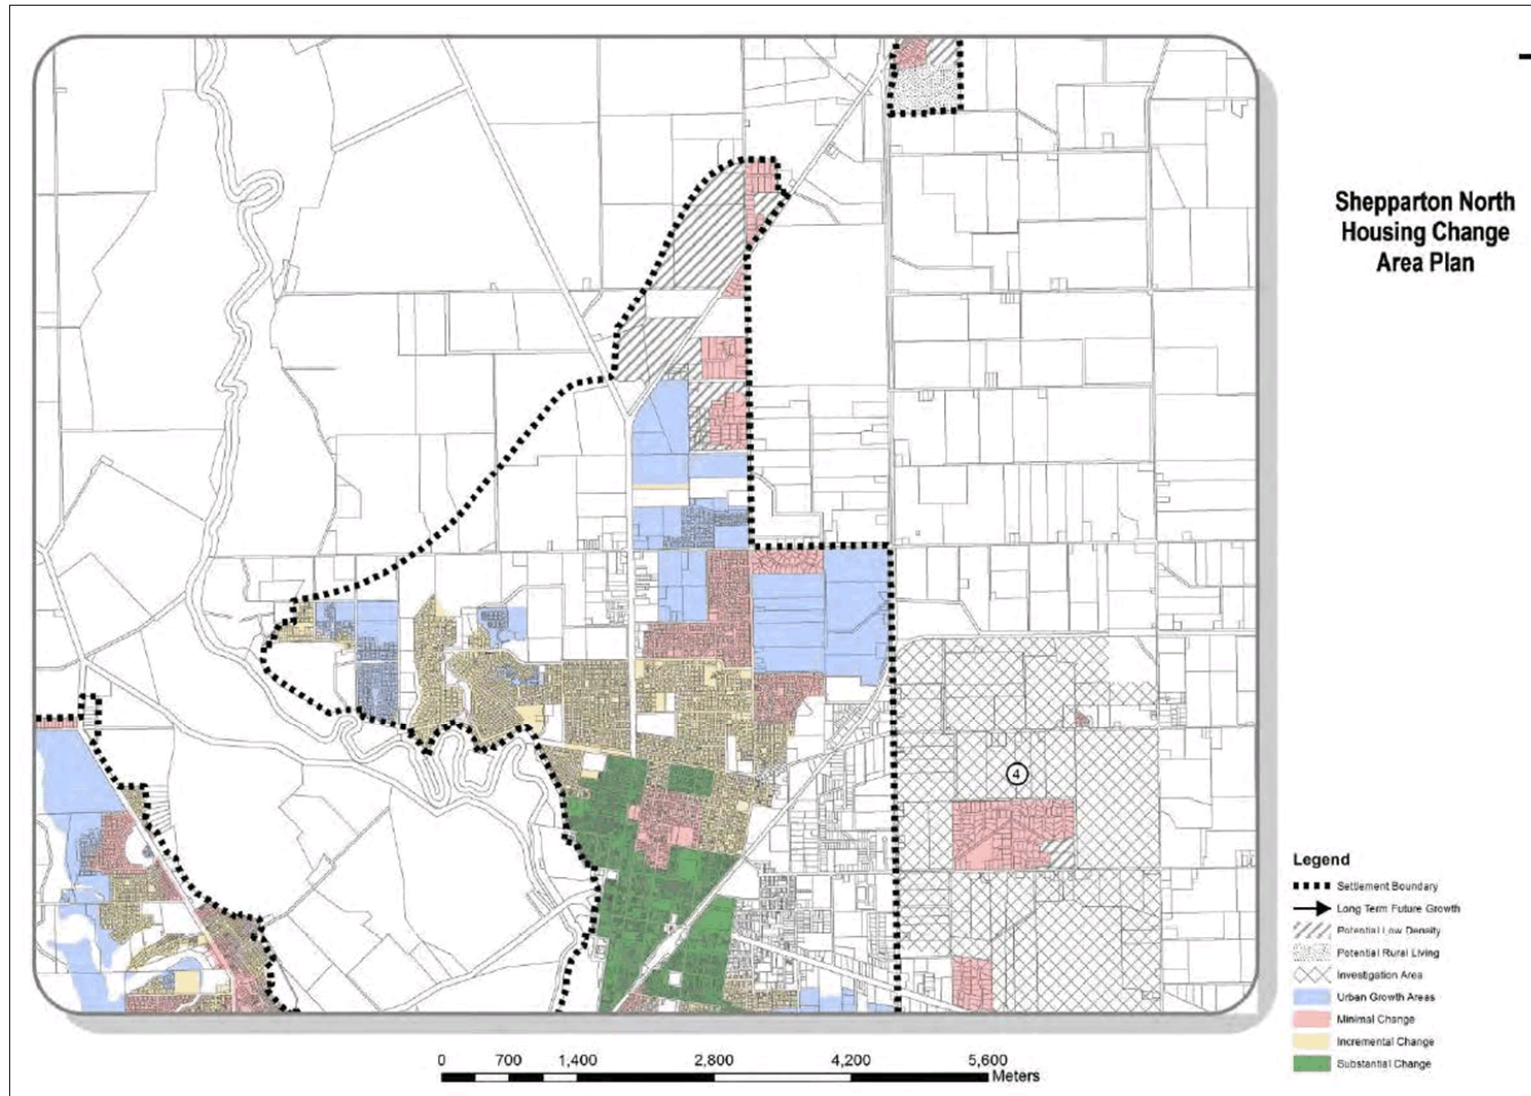 Shepparton North
Housing Change
Area Plan
4
Legend
Settlement Boundary
Long Term Future Growth
Potential Low Density
Potential Rural Living
Investigation Area
Urban Growth Areas
Minimal Change
Incremental Change
Substantial Change
0 700 1,400 2,800 4,200 5,600
Meters